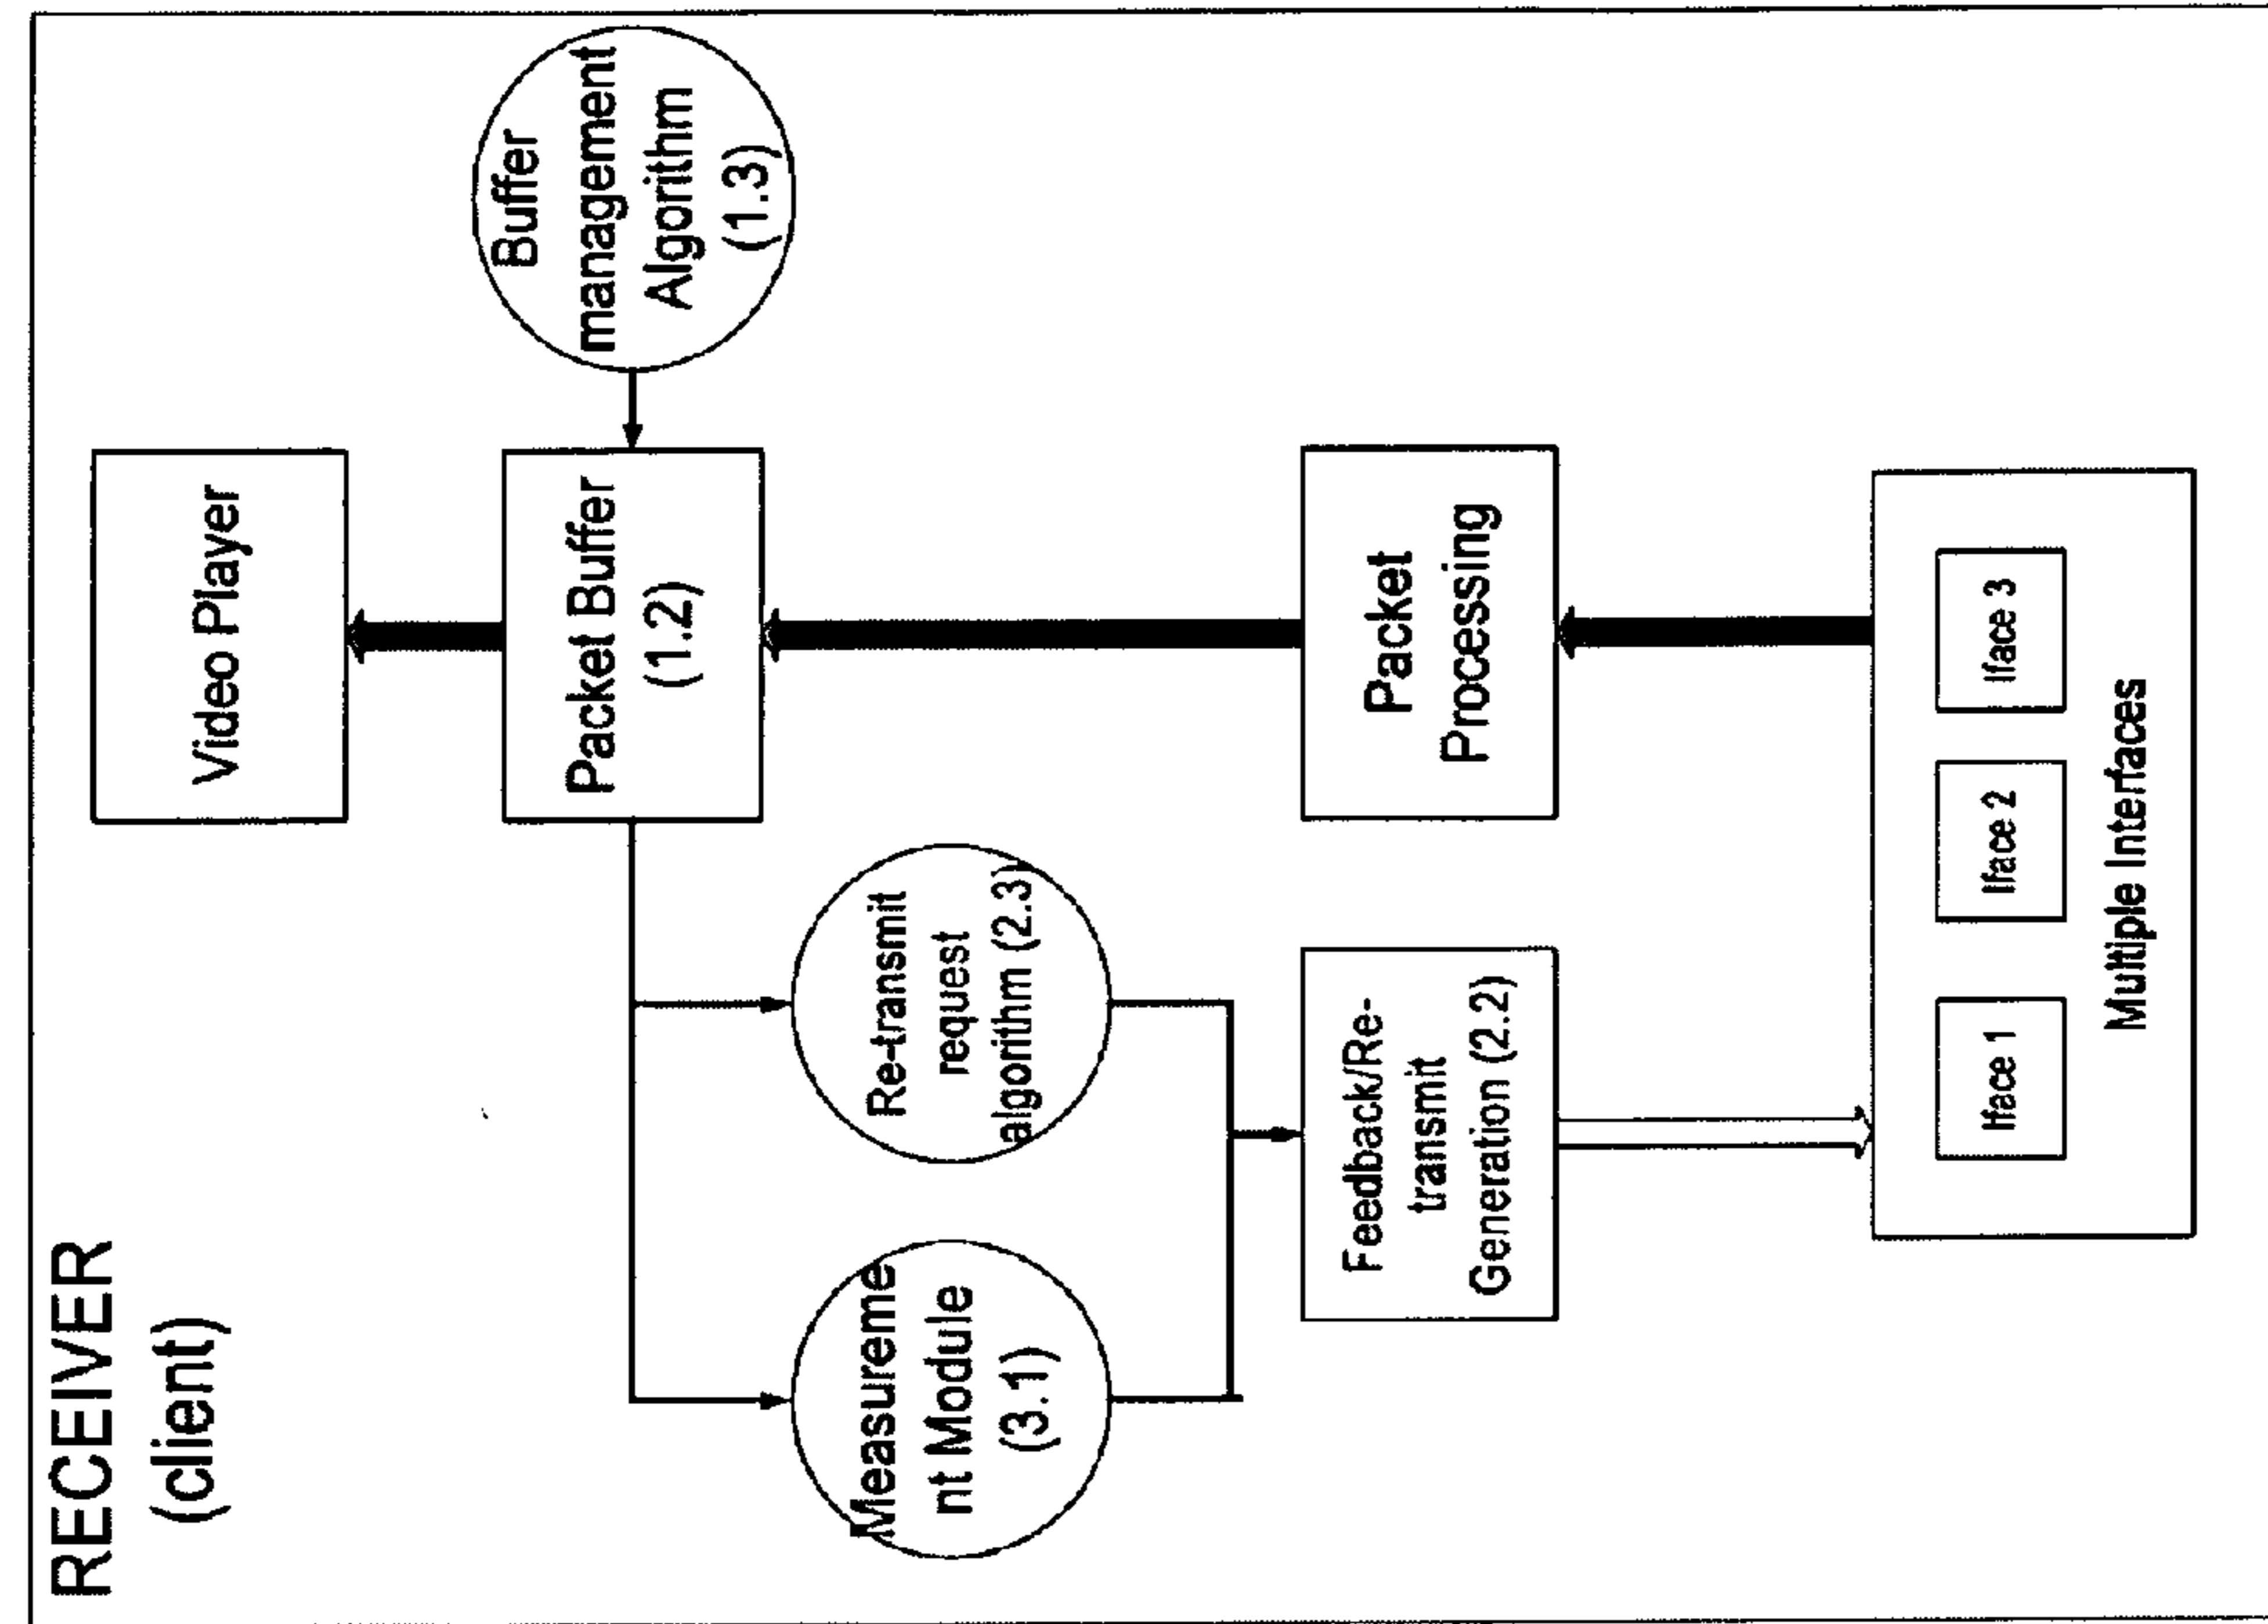 RECEIVER
(client)
Video Player
Buffer
management
Algorithm
(1.3)
Packet Buffer
(1.2)
Re-transmit
request
algorithm (2.3)
Measureme
nt Module
(3.1)
Packet
Processing
Feedback/Re-
transmit
Generation (2.2)
Iface 1
Iface 2
Iface 3
Multiple Interfaces